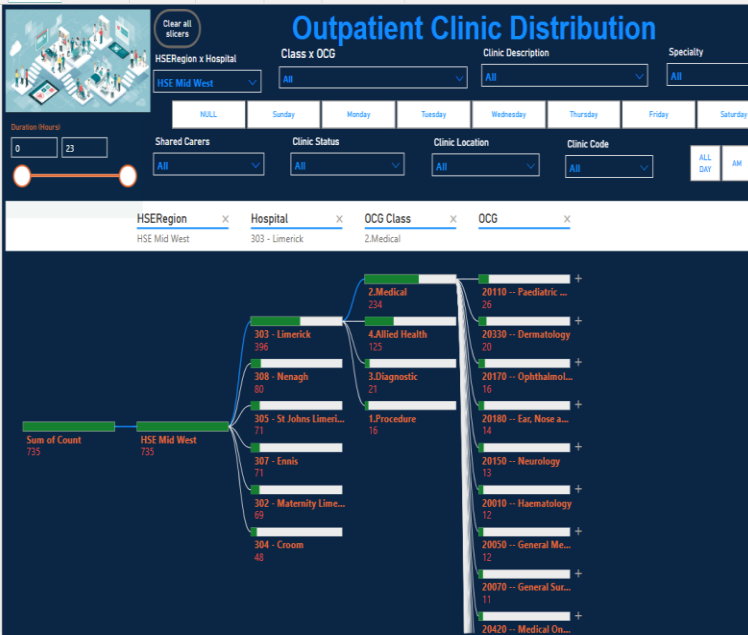 Clear all
slicers
Outpatient Clinic Distribution
HSERegion x Hospital
Class x OCG
Clinic Description
Specialty
HSE Mid West
All
All
All
NULL
Sunday
Monday
Tuesday
Wednesday
Thursday
Friday
Saturday
Duration (Hours)
0
23
Shared Carers
Clinic Status
Clinic Location
Clinic Code
All
All
All
All
ALL
DAY
AM
HSERegion
Hospital
OCG Class
OCG
HSE Mid West
303 - Limerick
2.Medical
Sum of Count
735
HSE Mid West
735
303 - Limerick
396
308 - Nenagh
80
305 - St Johns Limeri...
71
307 - Ennis
71
302 - Maternity Lime...
69
304 - Croom
48
2.Medical
234
4.Allied Health
125
3.Diagnostic
21
1.Procedure
16
20110 -- Paediatric ...
26
20330 -- Dermatology
20
20170 -- Ophthalmol...
16
20180 -- Ear, Nose a...
14
20150 -- Neurology
13
20010 -- Haematology
12
20050 -- General Me...
12
20070 -- General Sur...
11
20420 -- Medical On...